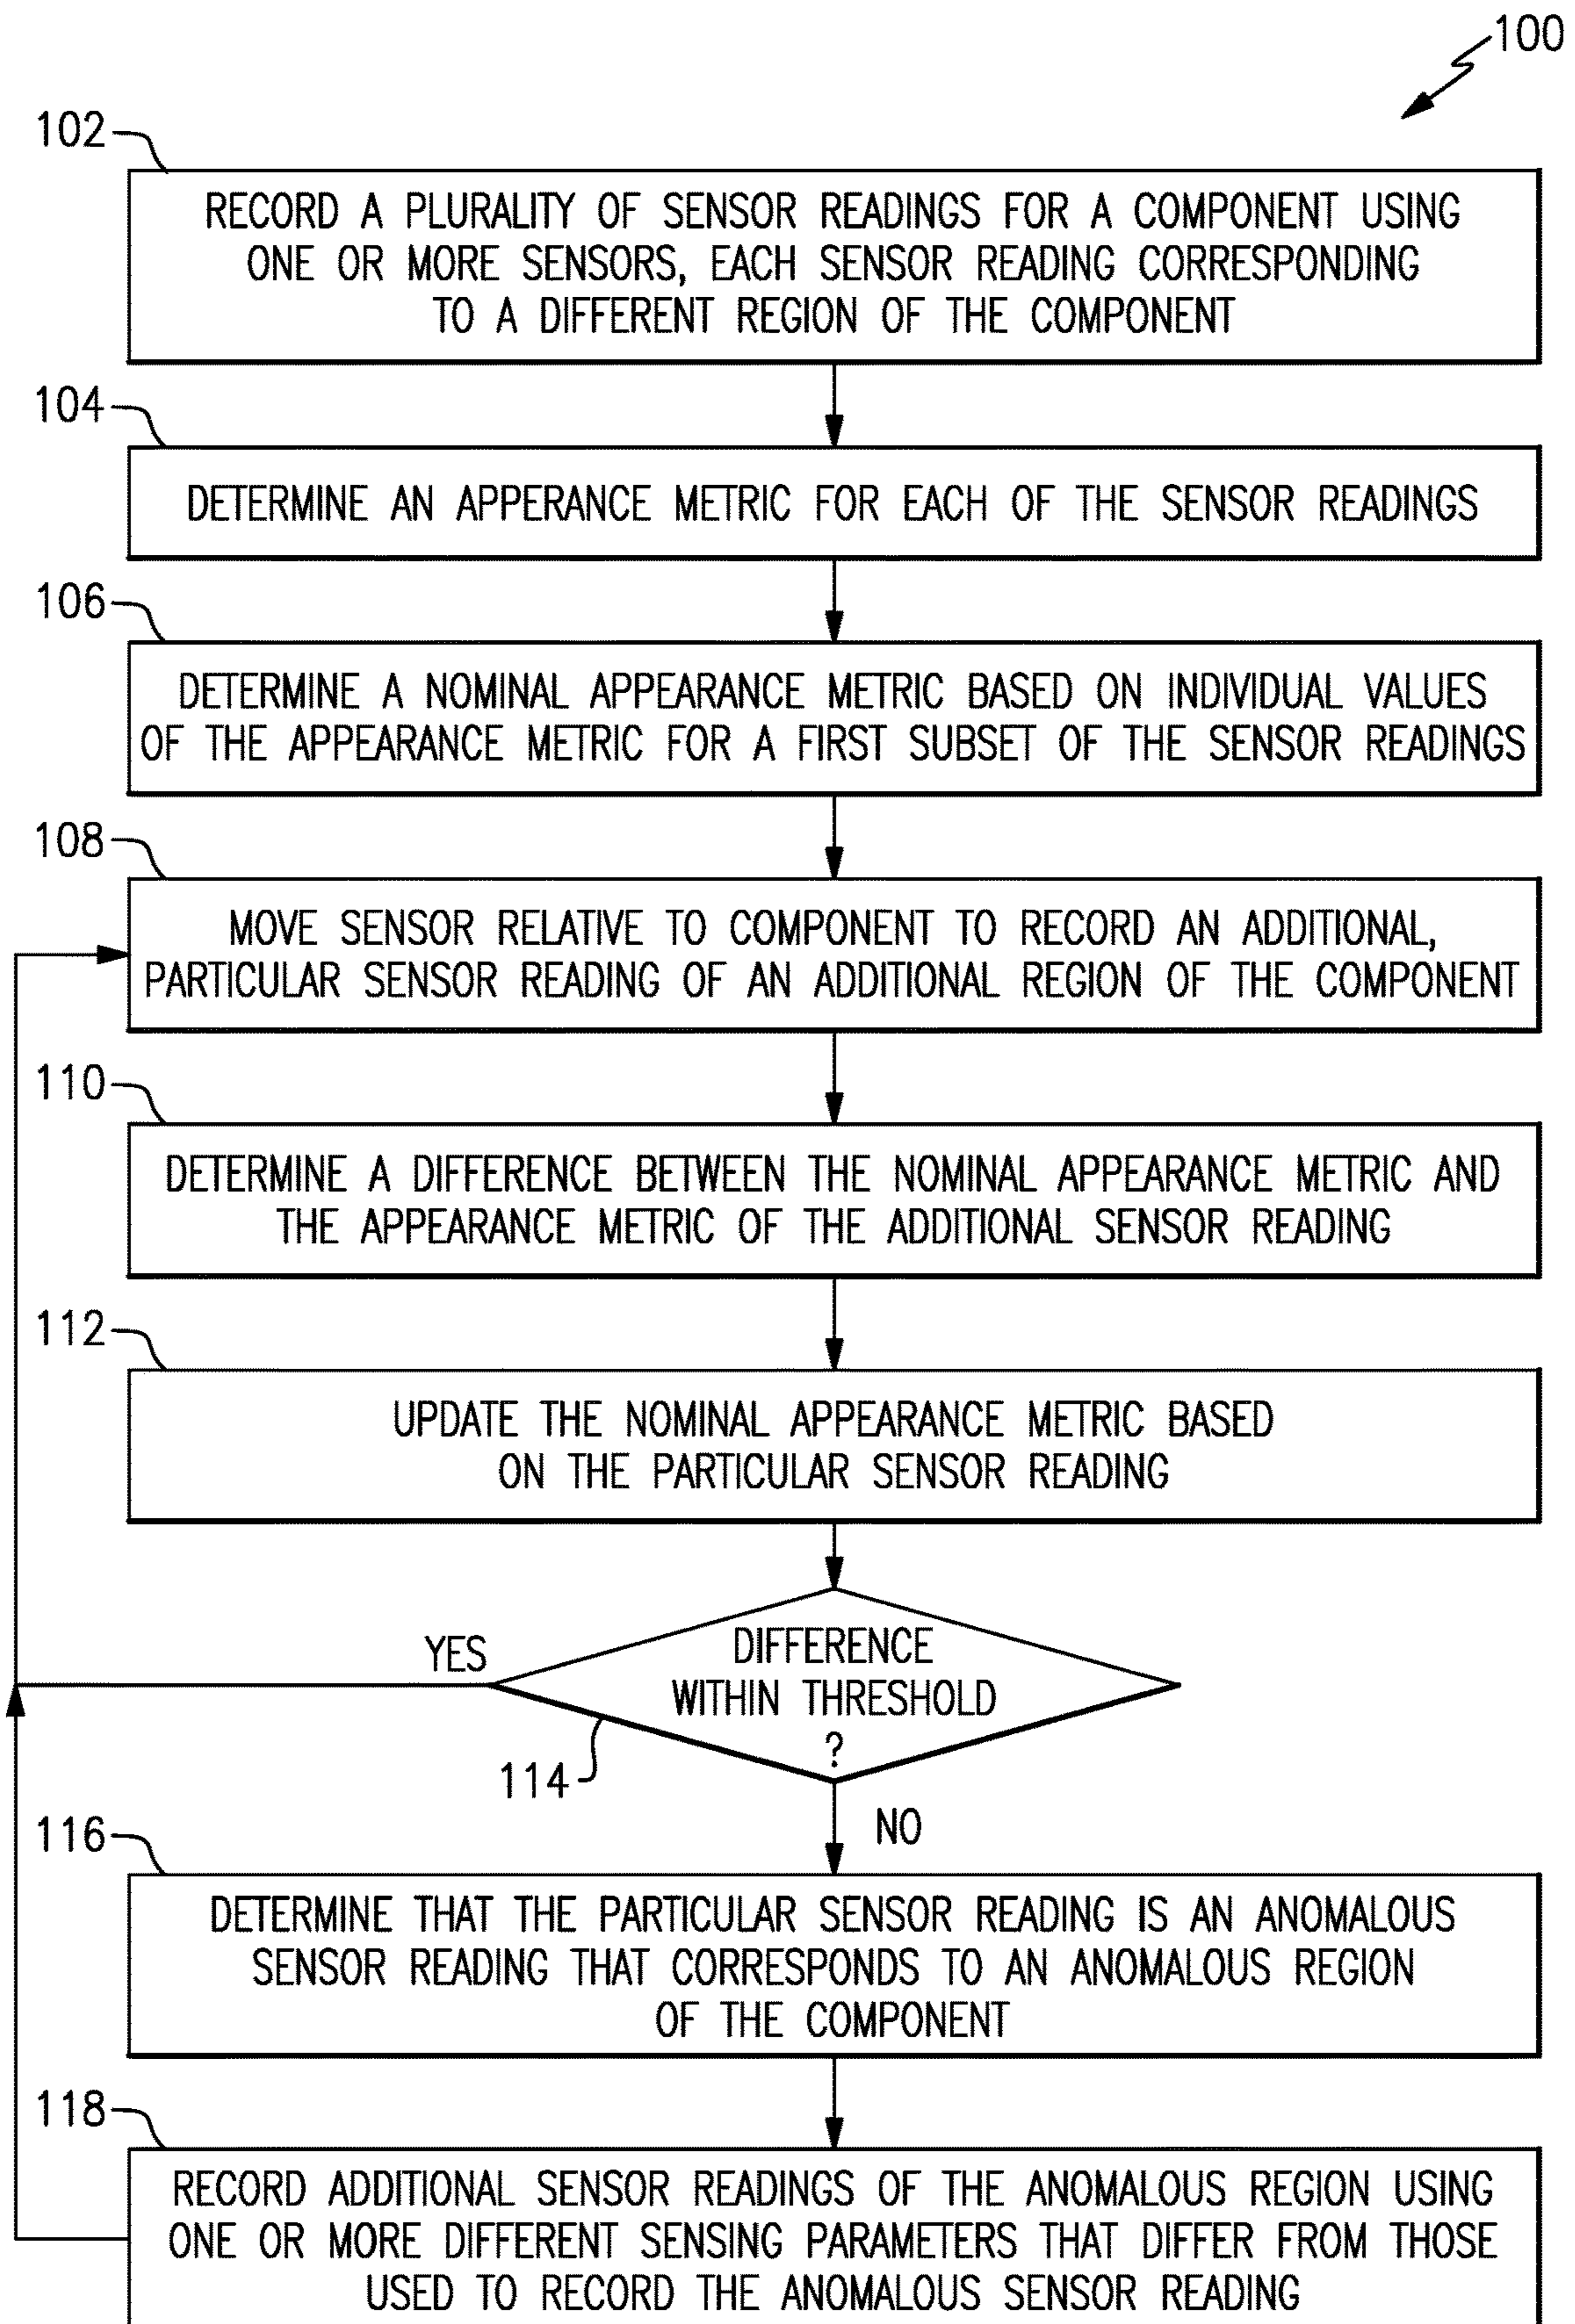 100
102
RECORD A PLURALITY OF SENSOR READINGS FOR A COMPONENT USING
ONE OR MORE SENSORS, EACH SENSOR READING CORRESPONDING
TO A DIFFERENT REGION OF THE COMPONENT
104
DETERMINE AN APPERANCE METRIC FOR EACH OF THE SENSOR READINGS
106
DETERMINE A NOMINAL APPEARANCE METRIC BASED ON INDIVIDUAL VALUES
OF THE APPEARANCE METRIC FOR A FIRST SUBSET OF THE SENSOR READINGS
108
MOVE SENSOR RELATIVE TO COMPONENT TO RECORD AN ADDITIONAL,
PARTICULAR SENSOR READING OF AN ADDITIONAL REGION OF THE COMPONENT
110
DETERMINE A DIFFERENCE BETWEEN THE NOMINAL APPEARANCE METRIC AND
THE APPEARANCE METRIC OF THE ADDITIONAL SENSOR READING
112
UPDATE THE NOMINAL APPEARANCE METRIC BASED
ON THE PARTICULAR SENSOR READING
YES
DIFFERENCE
WITHIN THRESHOLD
?
114
NO
116
DETERMINE THAT THE PARTICULAR SENSOR READING IS AN ANOMALOUS
SENSOR READING THAT CORRESPONDS TO AN ANOMALOUS REGION
OF THE COMPONENT
118
RECORD ADDITIONAL SENSOR READINGS OF THE ANOMALOUS REGION USING
ONE OR MORE DIFFERENT SENSING PARAMETERS THAT DIFFER FROM THOSE
USED TO RECORD THE ANOMALOUS SENSOR READING